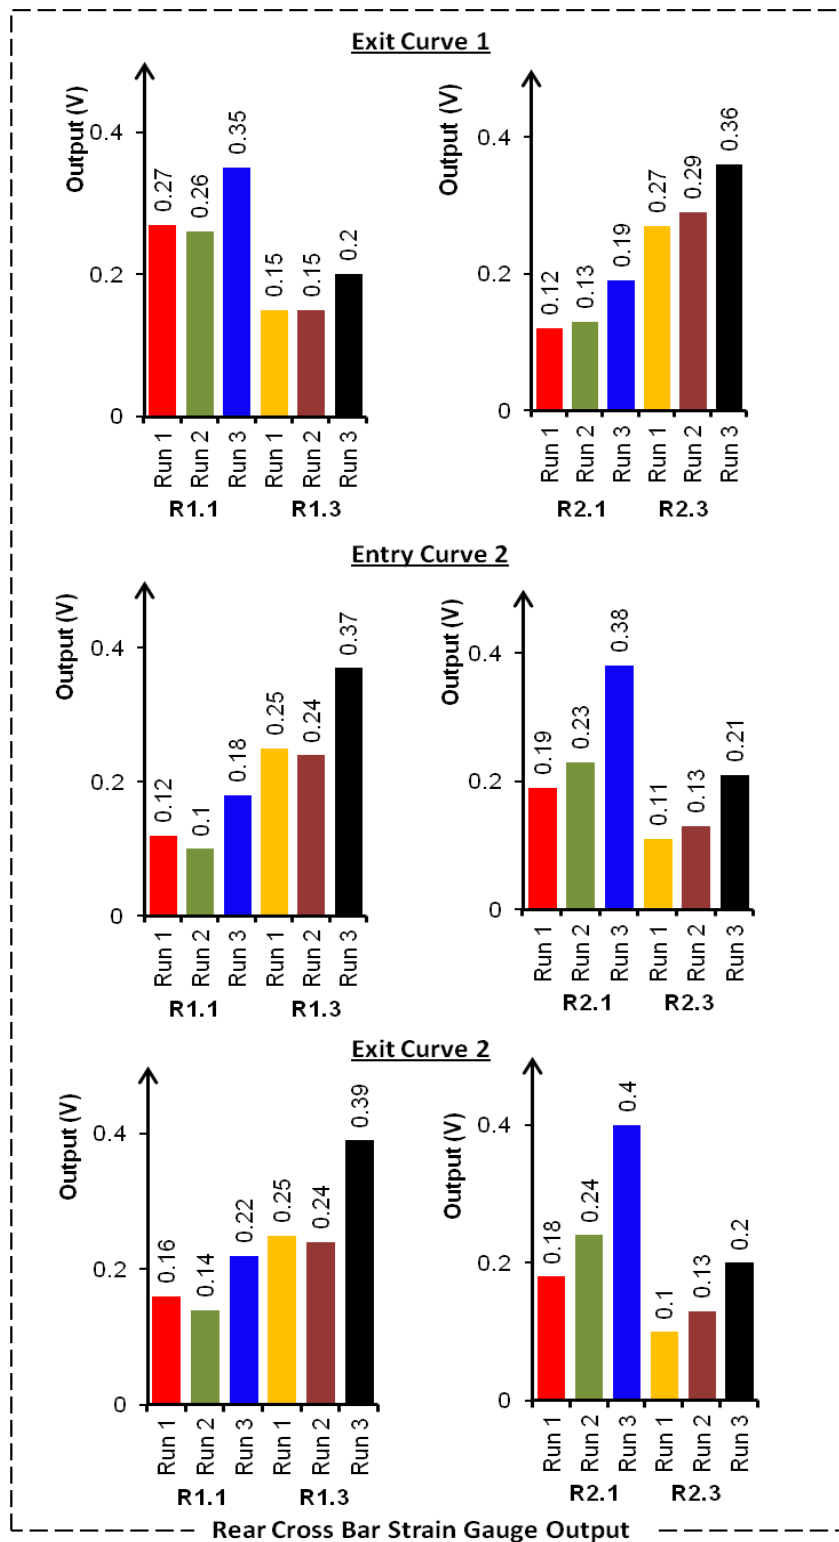 Exit Curve 1
Output (V)
0.4
0.2
0
0.27
0.26
0.35
0.15
0.15
0.2
Run 1
Run 2
Run 3
Run 1
Run 2
Run 3
R1.1
R1.3
Output (V)
0.4
0.2
0
0.12
0.13
0.19
0.27
0.29
0.36
Run 1
Run 2
Run 3
Run 1
Run 2
Run 3
R2.1
R2.3
Entry Curve 2
Output (V)
0.4
0.2
0
0.12
0.1
0.18
0.25
0.24
0.37
Run 1
Run 2
Run 3
Run 1
Run 2
Run 3
R1.1
R1.3
Output (V)
0.4
0.2
0
0.19
0.23
0.38
0.11
0.13
0.21
Run 1
Run 2
Run 3
Run 1
Run 2
Run 3
R2.1
R2.3
Exit Curve 2
Output (V)
0.4
0.2
0
0.16
0.14
0.22
0.25
0.24
0.39
Run 1
Run 2
Run 3
Run 1
Run 2
Run 3
R1.1
R1.3
Output (V)
0.4
0.2
0
0.18
0.24
0.4
0.1
0.13
0.2
Run 1
Run 2
Run 3
Run 1
Run 2
Run 3
R2.1
R2.3
Rear Cross Bar Strain Gauge Output